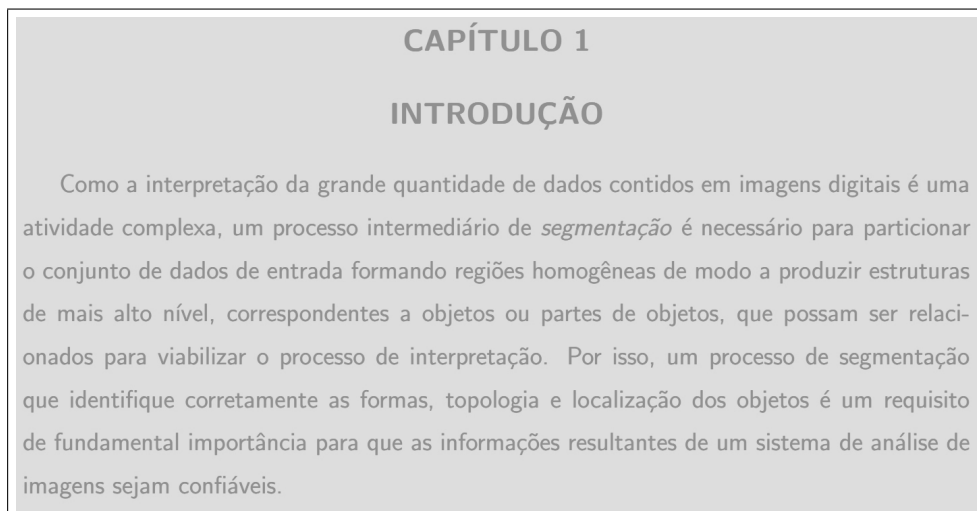 CAPÍTULO 1
INTRODUÇÃO
Como a interpretação da grande quantidade de dados contidos em imagens digitais é uma
atividade complexa, um processo intermediário de segmentação é necessário para particionar
o conjunto de dados de entrada formando regiões homogêneas de modo a produzir estruturas
de mais alto nível, correspondentes a objetos ou partes de objetos, que possam ser relaci-
onados para viabilizar o processo de interpretação. Por isso, um processo de segmentação
que identifique corretamente as formas, topologia e localização dos objetos é um requisito
de fundamental importância para que as informações resultantes de um sistema de análise de
imagens sejam confiáveis.